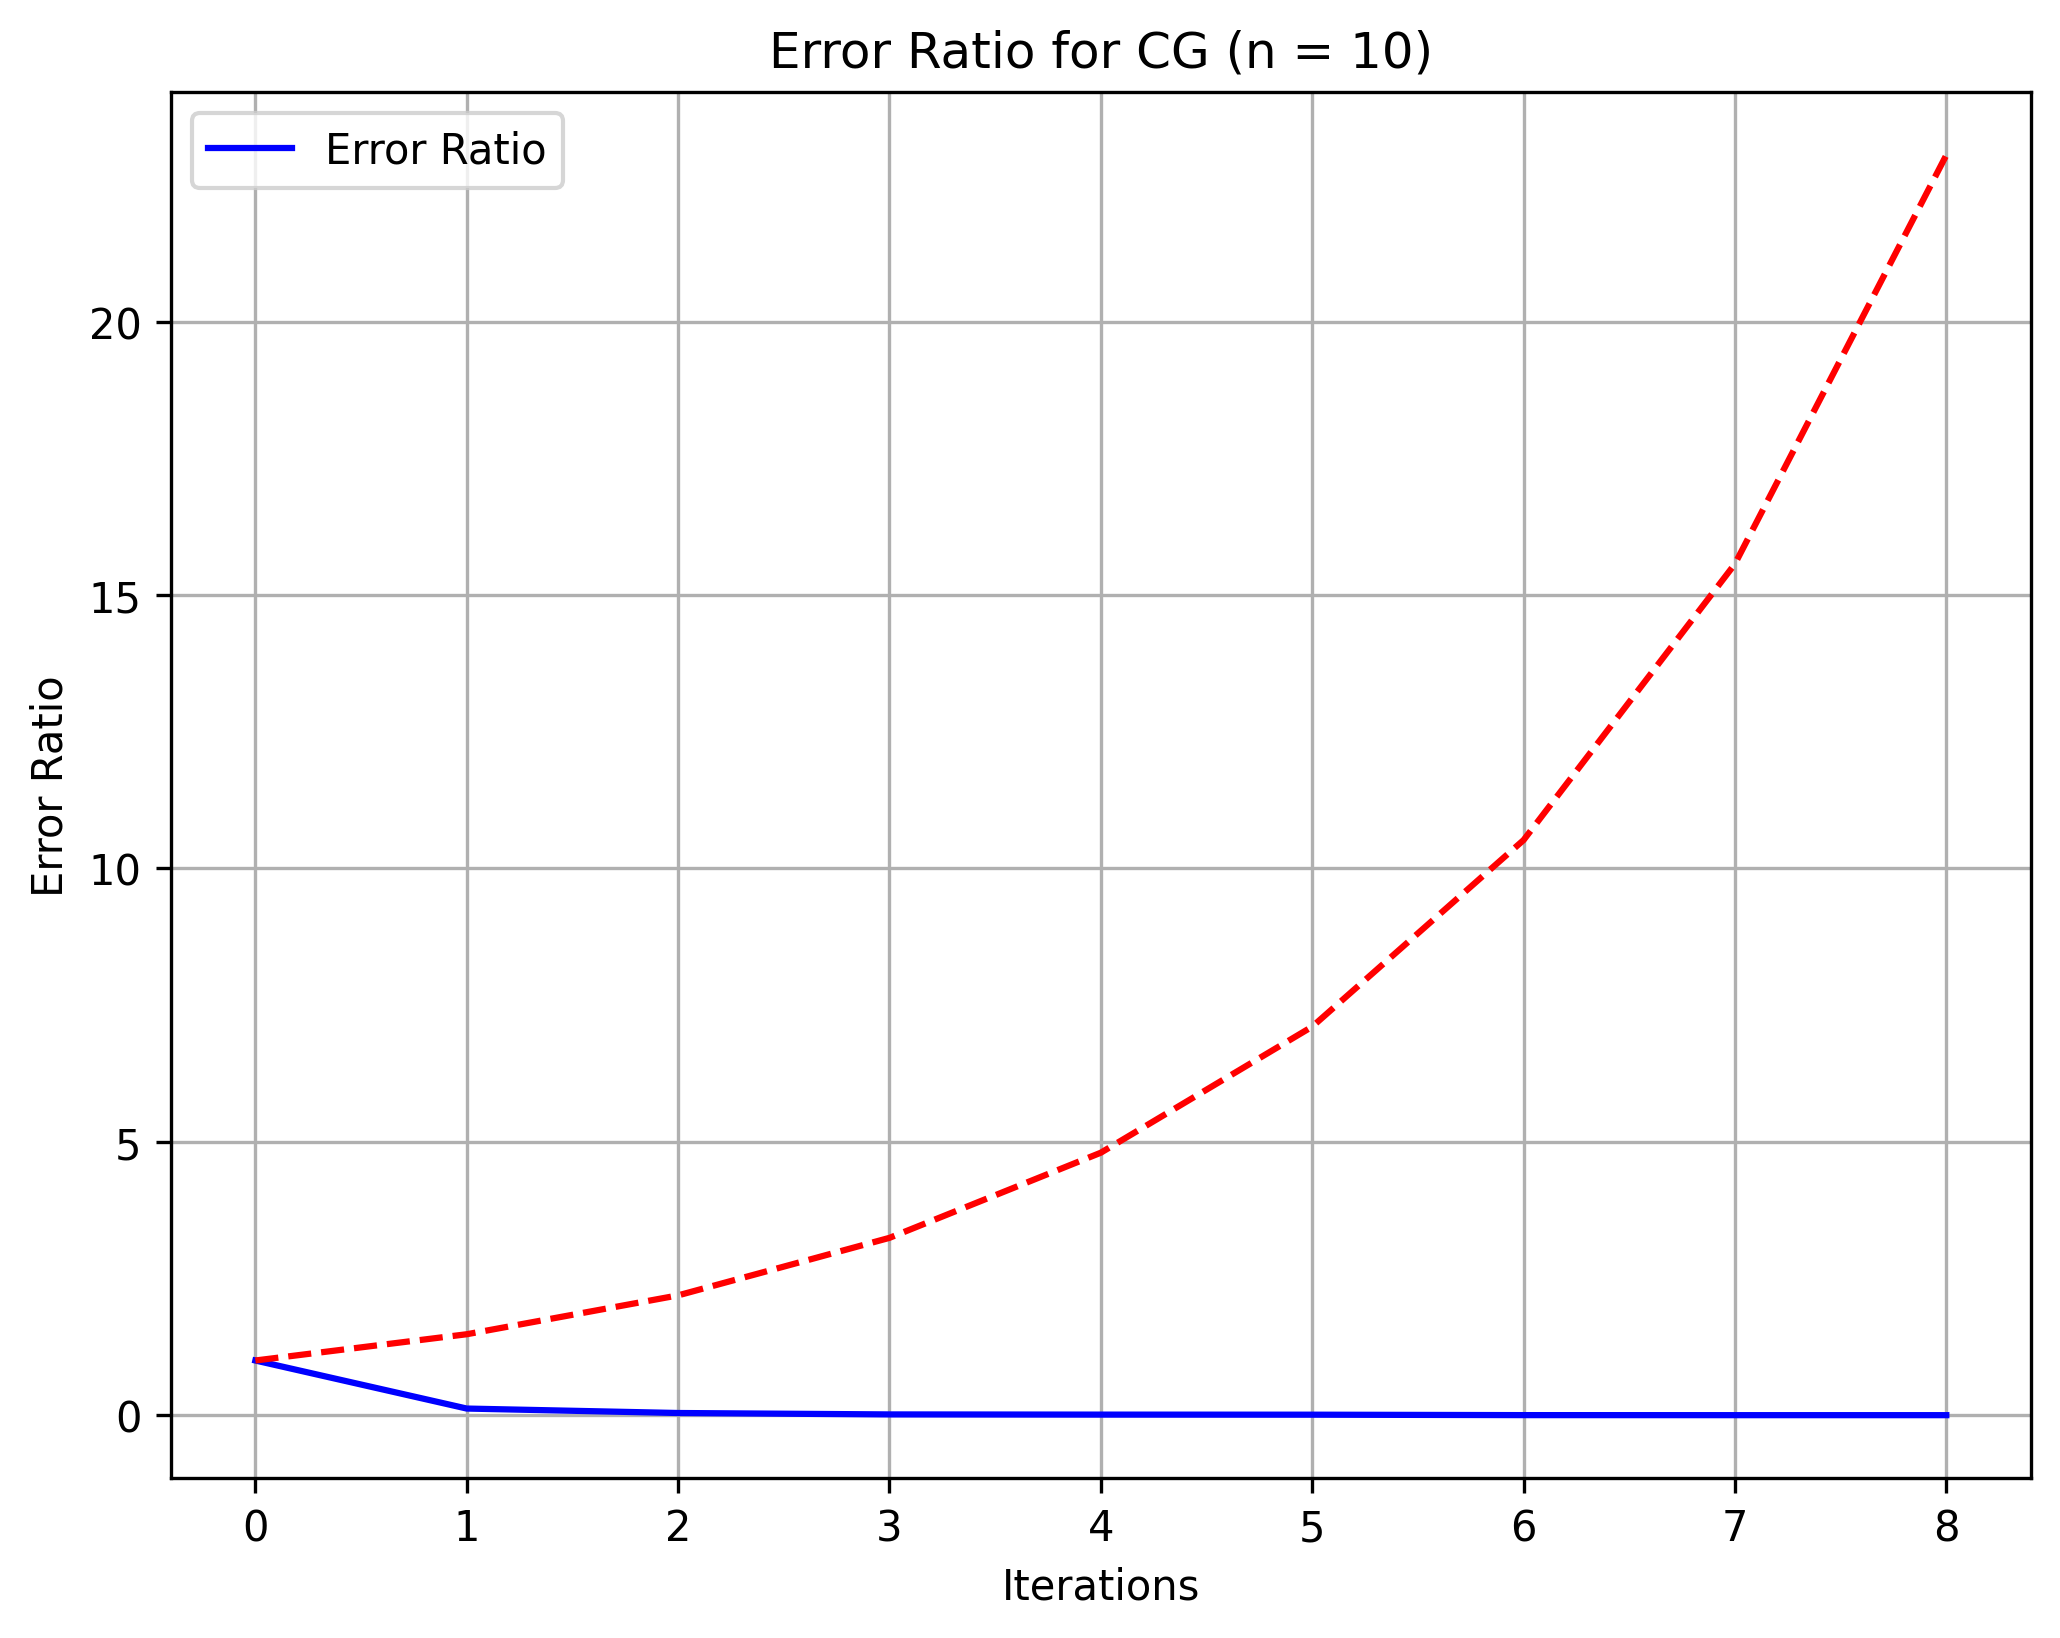 Error Ratio for CG (n = 10)
Error Ratio
20
15
10
5
0
Error Ratio
0 1 2 3 4 5 6 7 8
Iterations